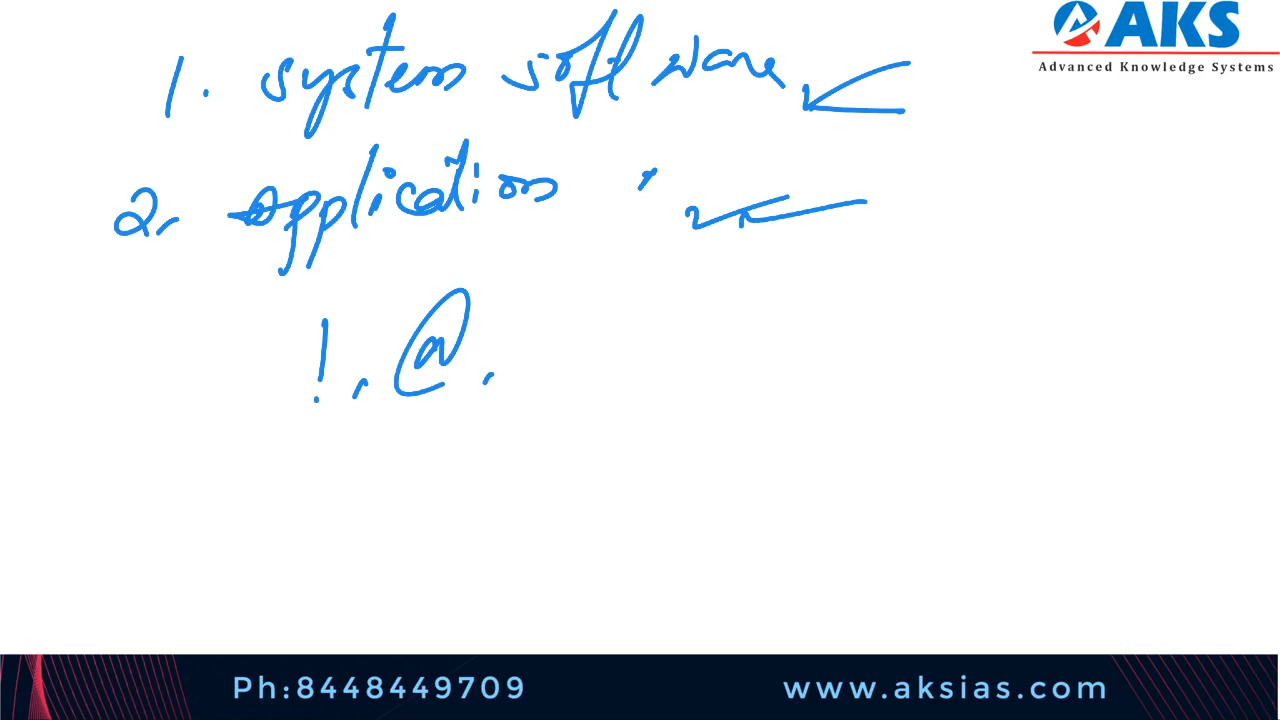 AKS
Advanced Knowledge Systems
1. system software
2. application "
!, @,
Ph:8448449709
www.aksias.com